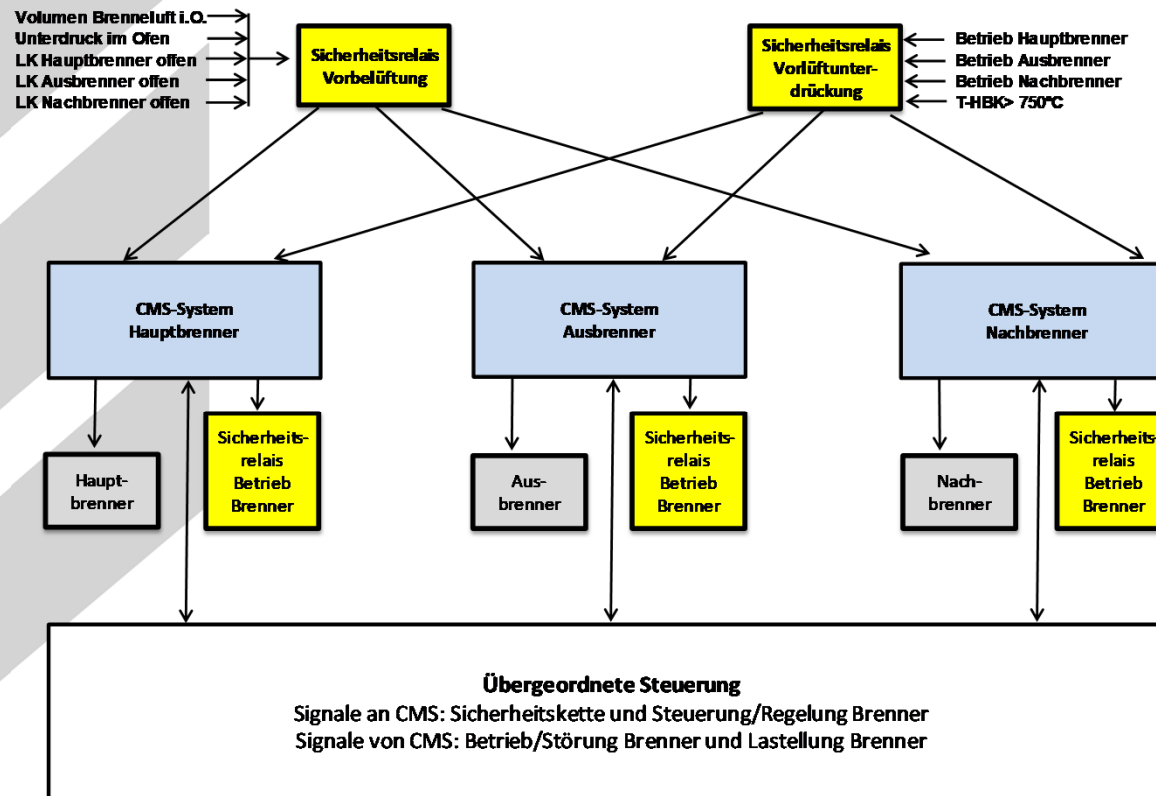 Volumen Brenneluft i.O.
Unterdruck im Ofen
LK Hauptbrenner offen
LK Ausbrenner offen
LK Nachbrenner offen
Sicherheitsrelais
Vorbelüftung
Sicherheitsrelais
Vorlüftunter-
drückung
Betrieb Hauptbrenner
Betrieb Ausbrenner
Betrieb Nachbrenner
T-HBK> 750°C
CMS-System
Hauptbrenner
CMS-System
Ausbrenner
CMS-System
Nachbrenner
Haupt-
brenner
Sicherheits-
relais
Betrieb
Brenner
Aus-
brenner
Sicherheits-
relais
Betrieb
Brenner
Nach-
brenner
Sicherheits-
relais
Betrieb
Brenner
Übergeordnete Steuerung
Signale an CMS: Sicherheitskette und Steuerung/Regelung Brenner
Signale von CMS: Betrieb/Störung Brenner und Lastellung Brenner